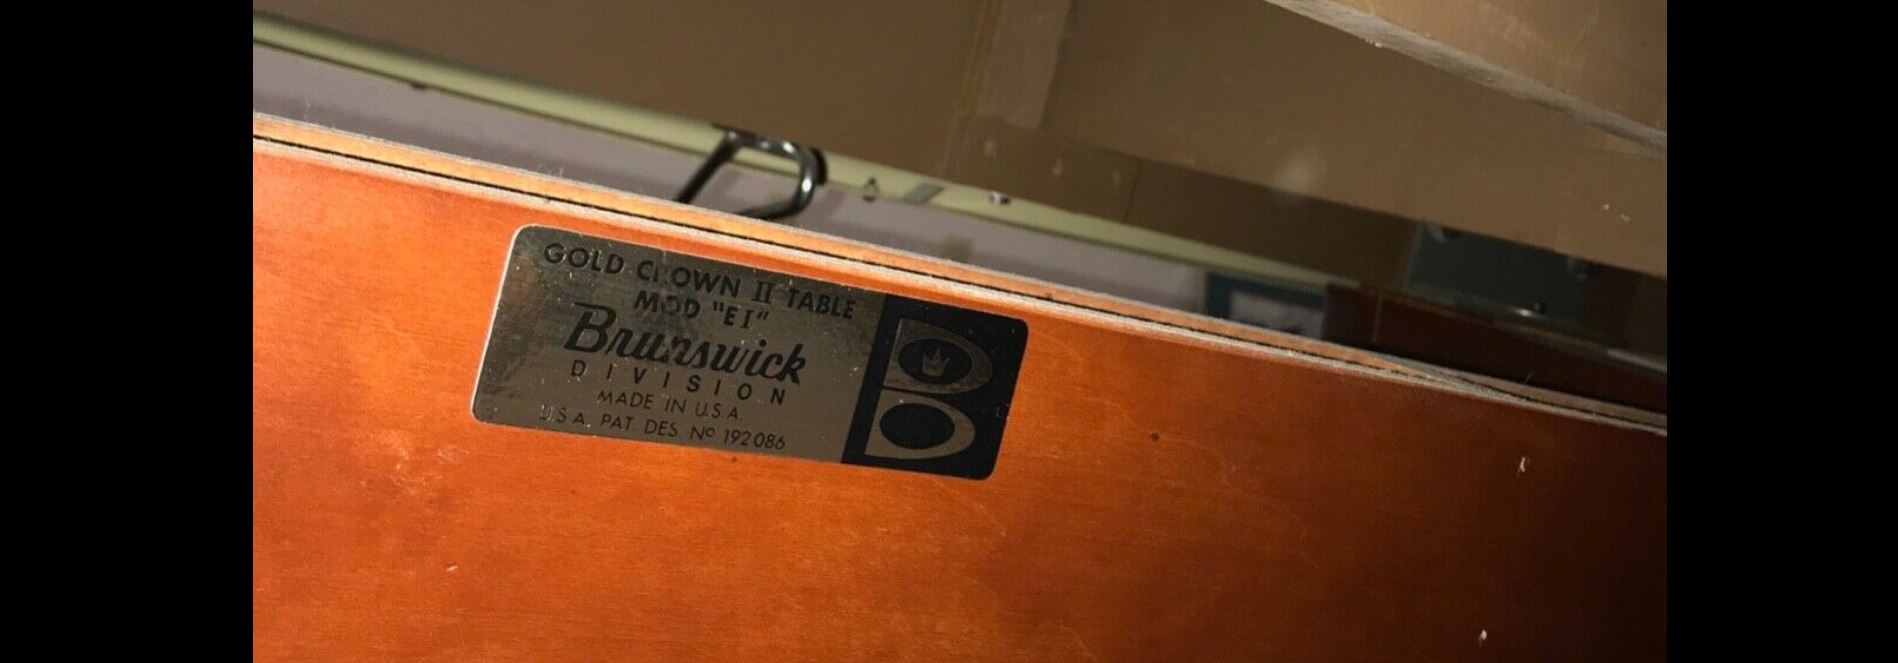 GOLD CROWN II TABLE
MOD "EI"
Brunswick
DIVISION
MADE IN U.S.A.
U.S.A. PAT. DES. Nº 192086